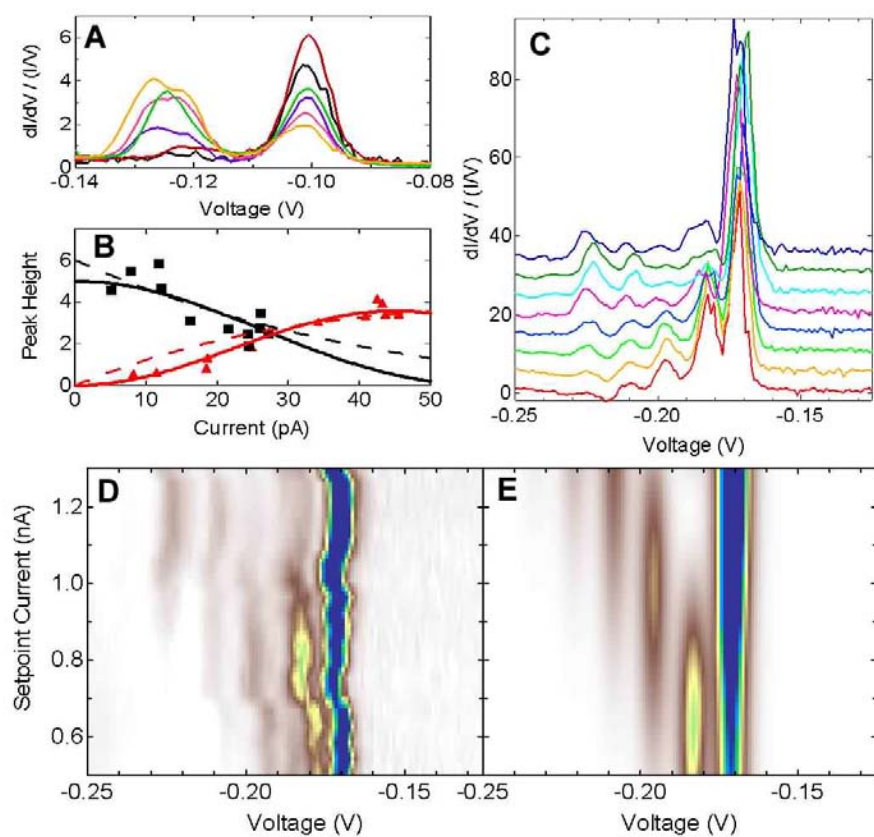 A
dI/dV / (I/V)
6
4
2
0
-0.14
-0.12
-0.10
-0.08
Voltage (V)
B
Peak Height
6
4
2
0
0
10
20
30
40
50
Current (pA)
C
dI/dV / (I/V)
80
60
40
20
0
-0.25
-0.20
-0.15
Voltage (V)
D
Setpoint Current (nA)
1.2
1.0
0.8
0.6
-0.25
-0.20
-0.15
Voltage (V)
E
-0.25
-0.20
-0.15
Voltage (V)